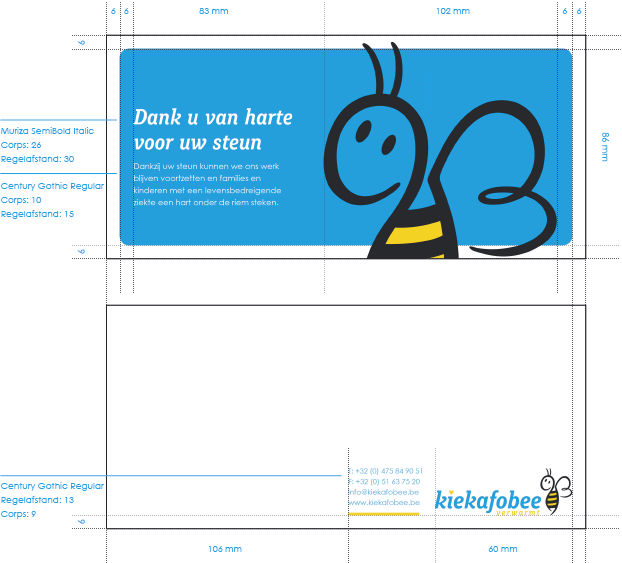 6 6 83 mm 102 mm 6 6
6
Dank u van harte
voor uw steun
Dankzij uw steun kunnen we ons werk
blijven voortzetten en families en
kinderen met een levensbedreigende
ziekte een hart onder de riem steken.
Muriza SemiBold Italic
Corps: 26
Regelafstand: 30
Century Gothic Regular
Corps: 10
Regelafstand: 15
86 mm
6
T: +32 (0) 475 84 90 51
F: +32 (0) 51 63 75 20
info@kiekafobee.be
www.kiekafobee.be
kiekafobee
verwarmt
Century Gothic Regular
Regelafstand: 13
Corps: 9
6
106 mm 60 mm